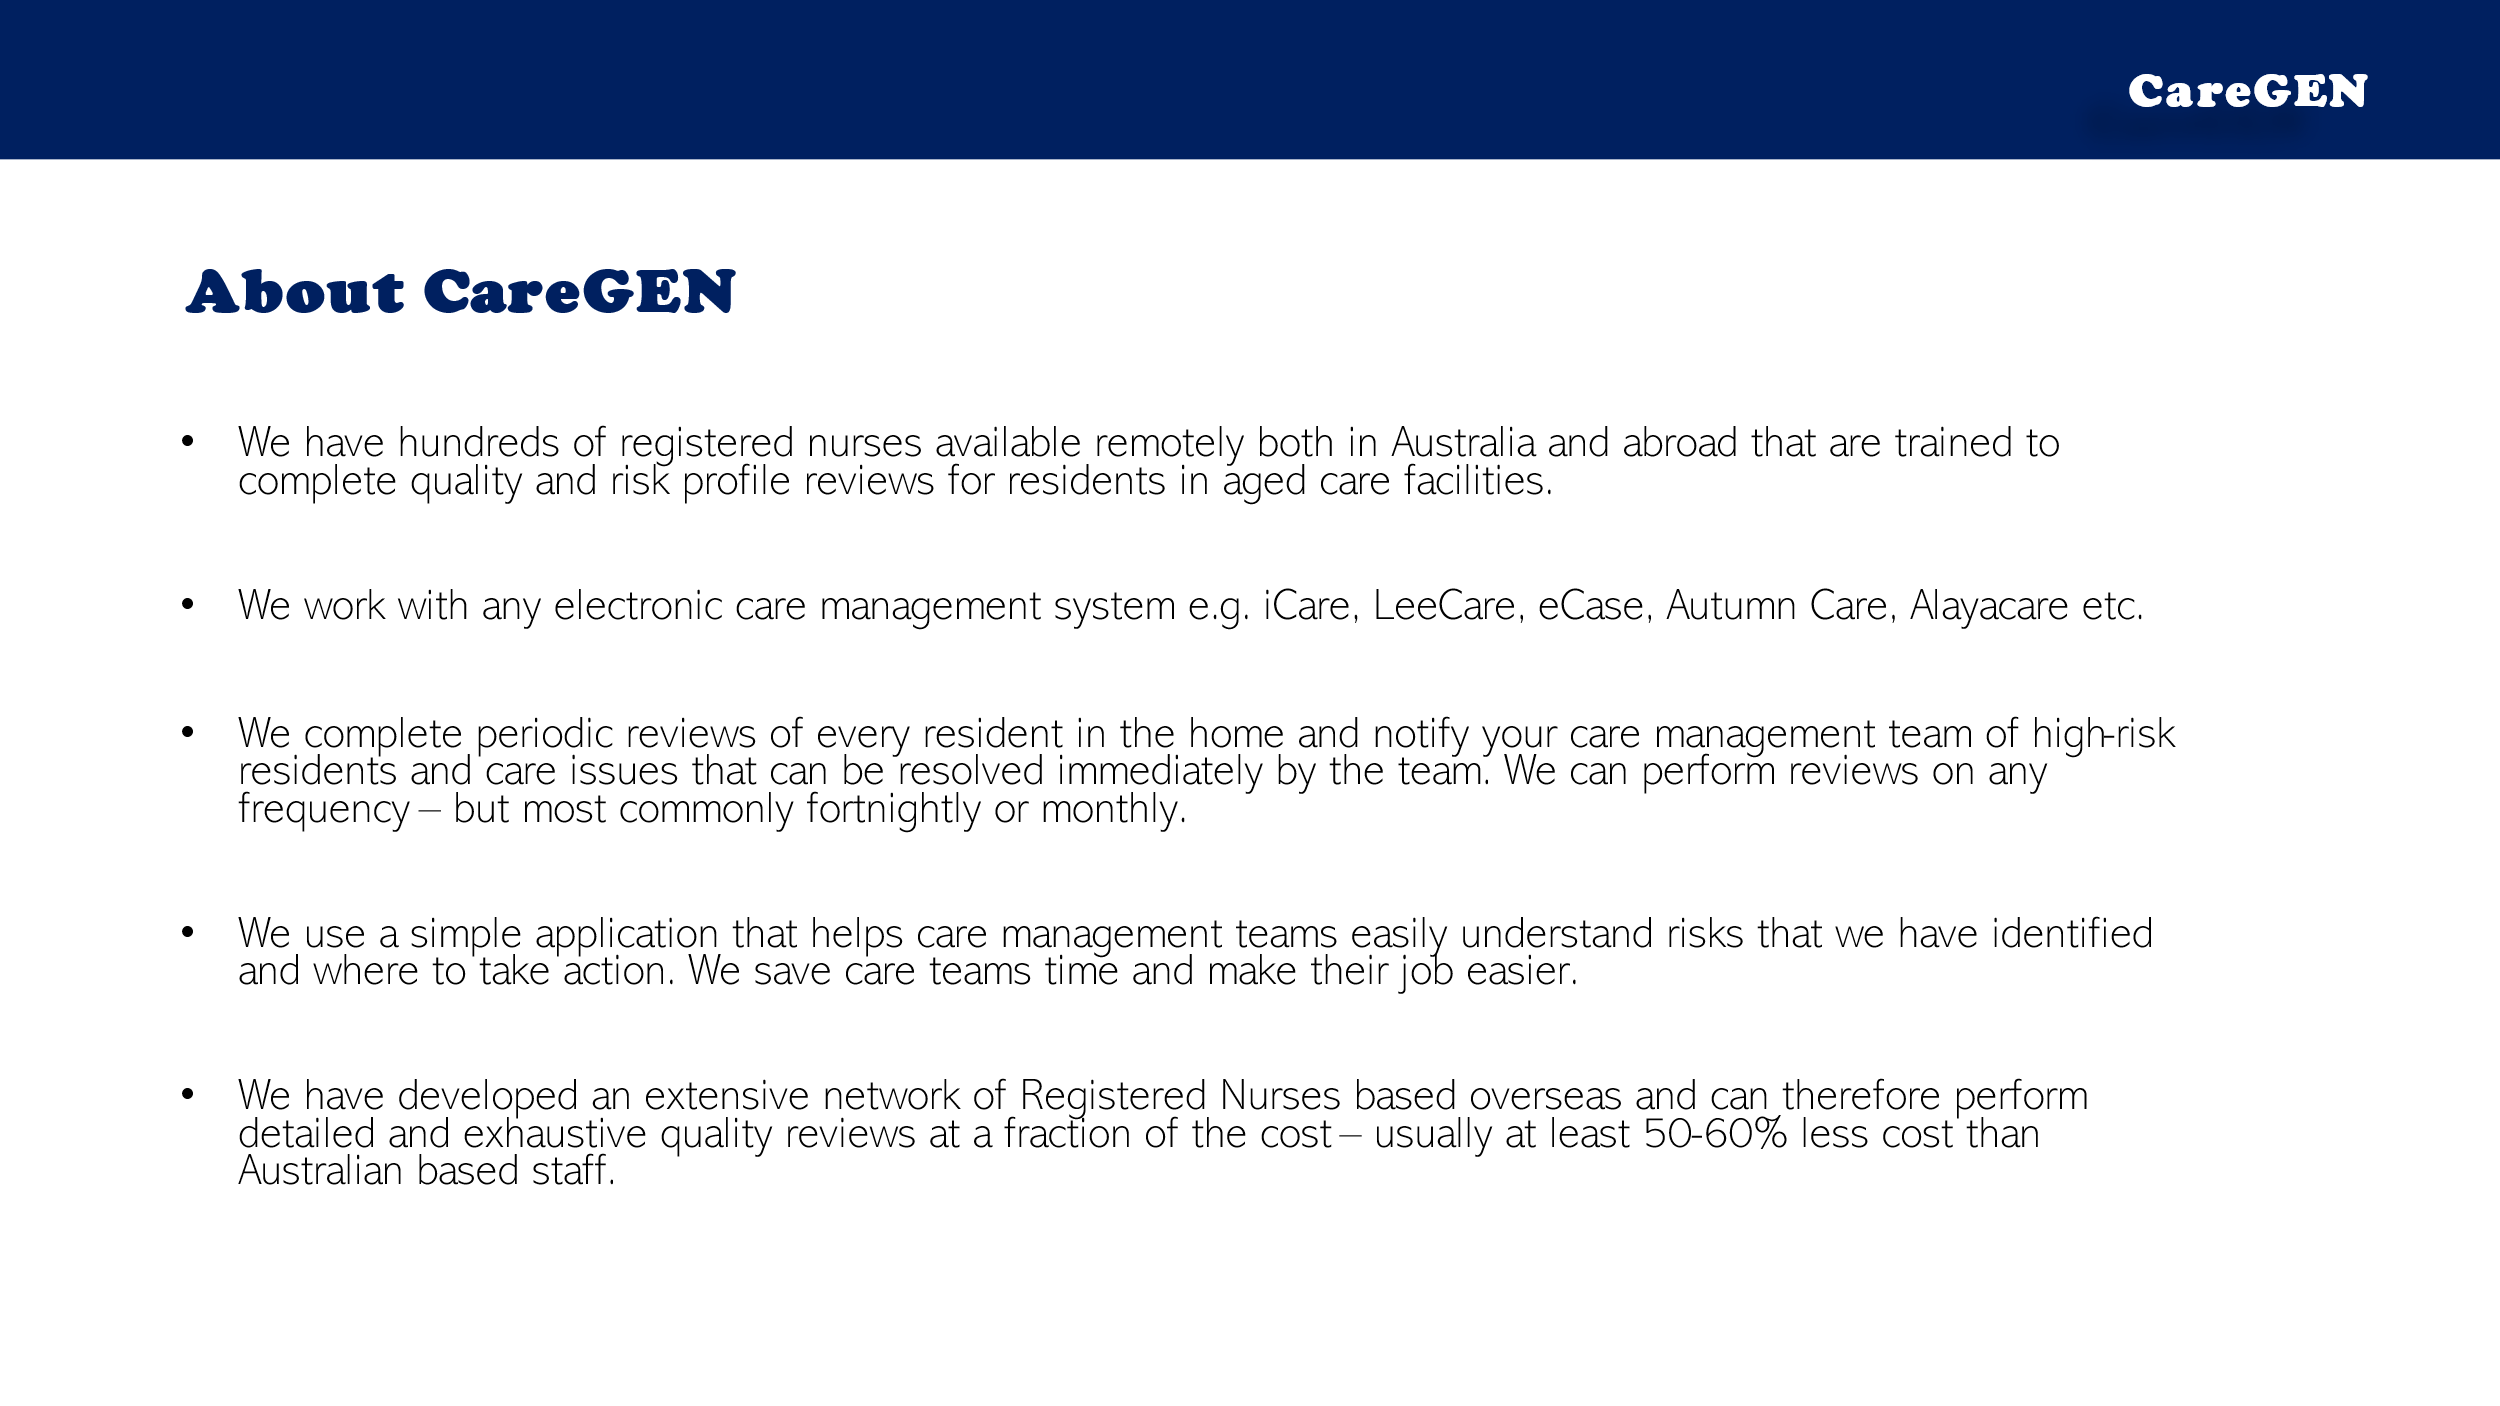 CareGEN
About CareGEN
• We have hundreds of registered nurses available remotely both in Australia and abroad that are trained to
complete quality and risk profile reviews for residents in aged care facilities.
• We work with any electronic care management system e.g. iCare, LeeCare, eCase, Autumn Care, Alayacare etc.
• We complete periodic reviews of every resident in the home and notify your care management team of high-risk
residents and care issues that can be resolved immediately by the team. We can perform reviews on any
frequency – but most commonly fortnightly or monthly.
• We use a simple application that helps care management teams easily understand risks that we have identified
and where to take action. We save care teams time and make their job easier.
• We have developed an extensive network of Registered Nurses based overseas and can therefore perform
detailed and exhaustive quality reviews at a fraction of the cost – usually at least 50-60% less cost than
Australian based staff.